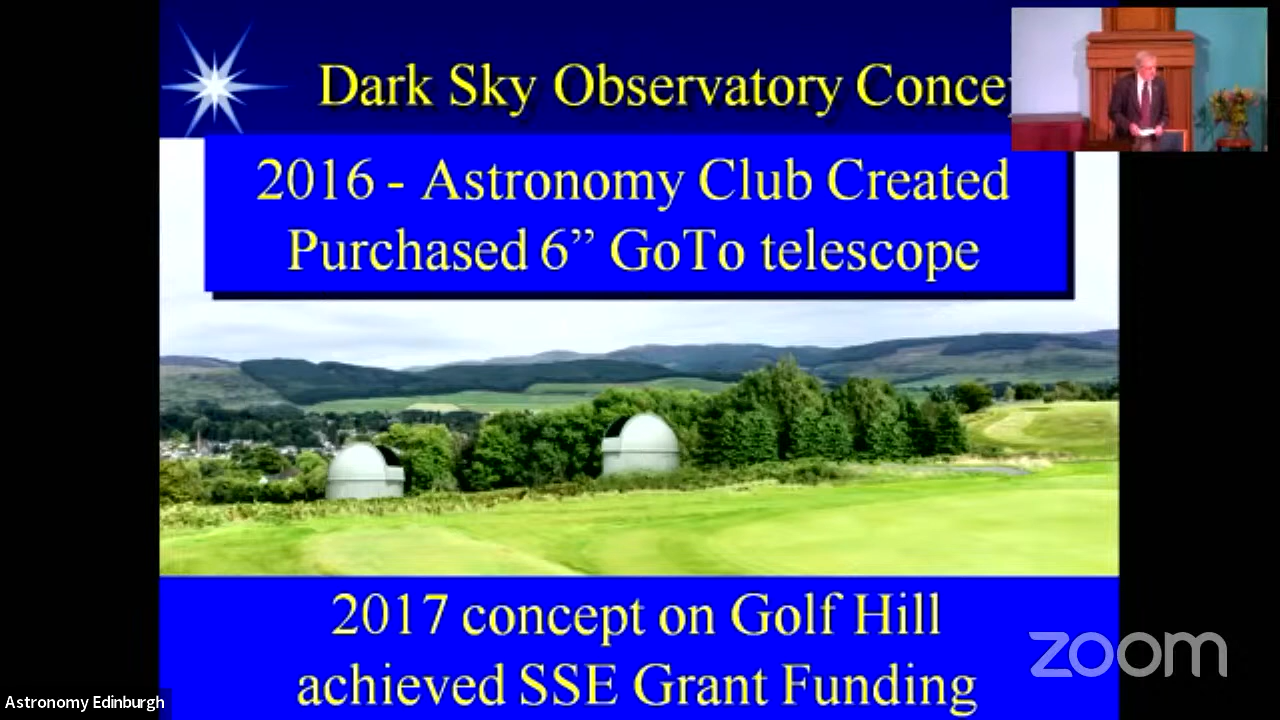 Dark Sky Observatory Conce
2016 - Astronomy Club Created
Purchased 6” GoTo telescope
2017 concept on Golf Hill
achieved SSE Grant Funding
zoom
Astronomy Edinburgh